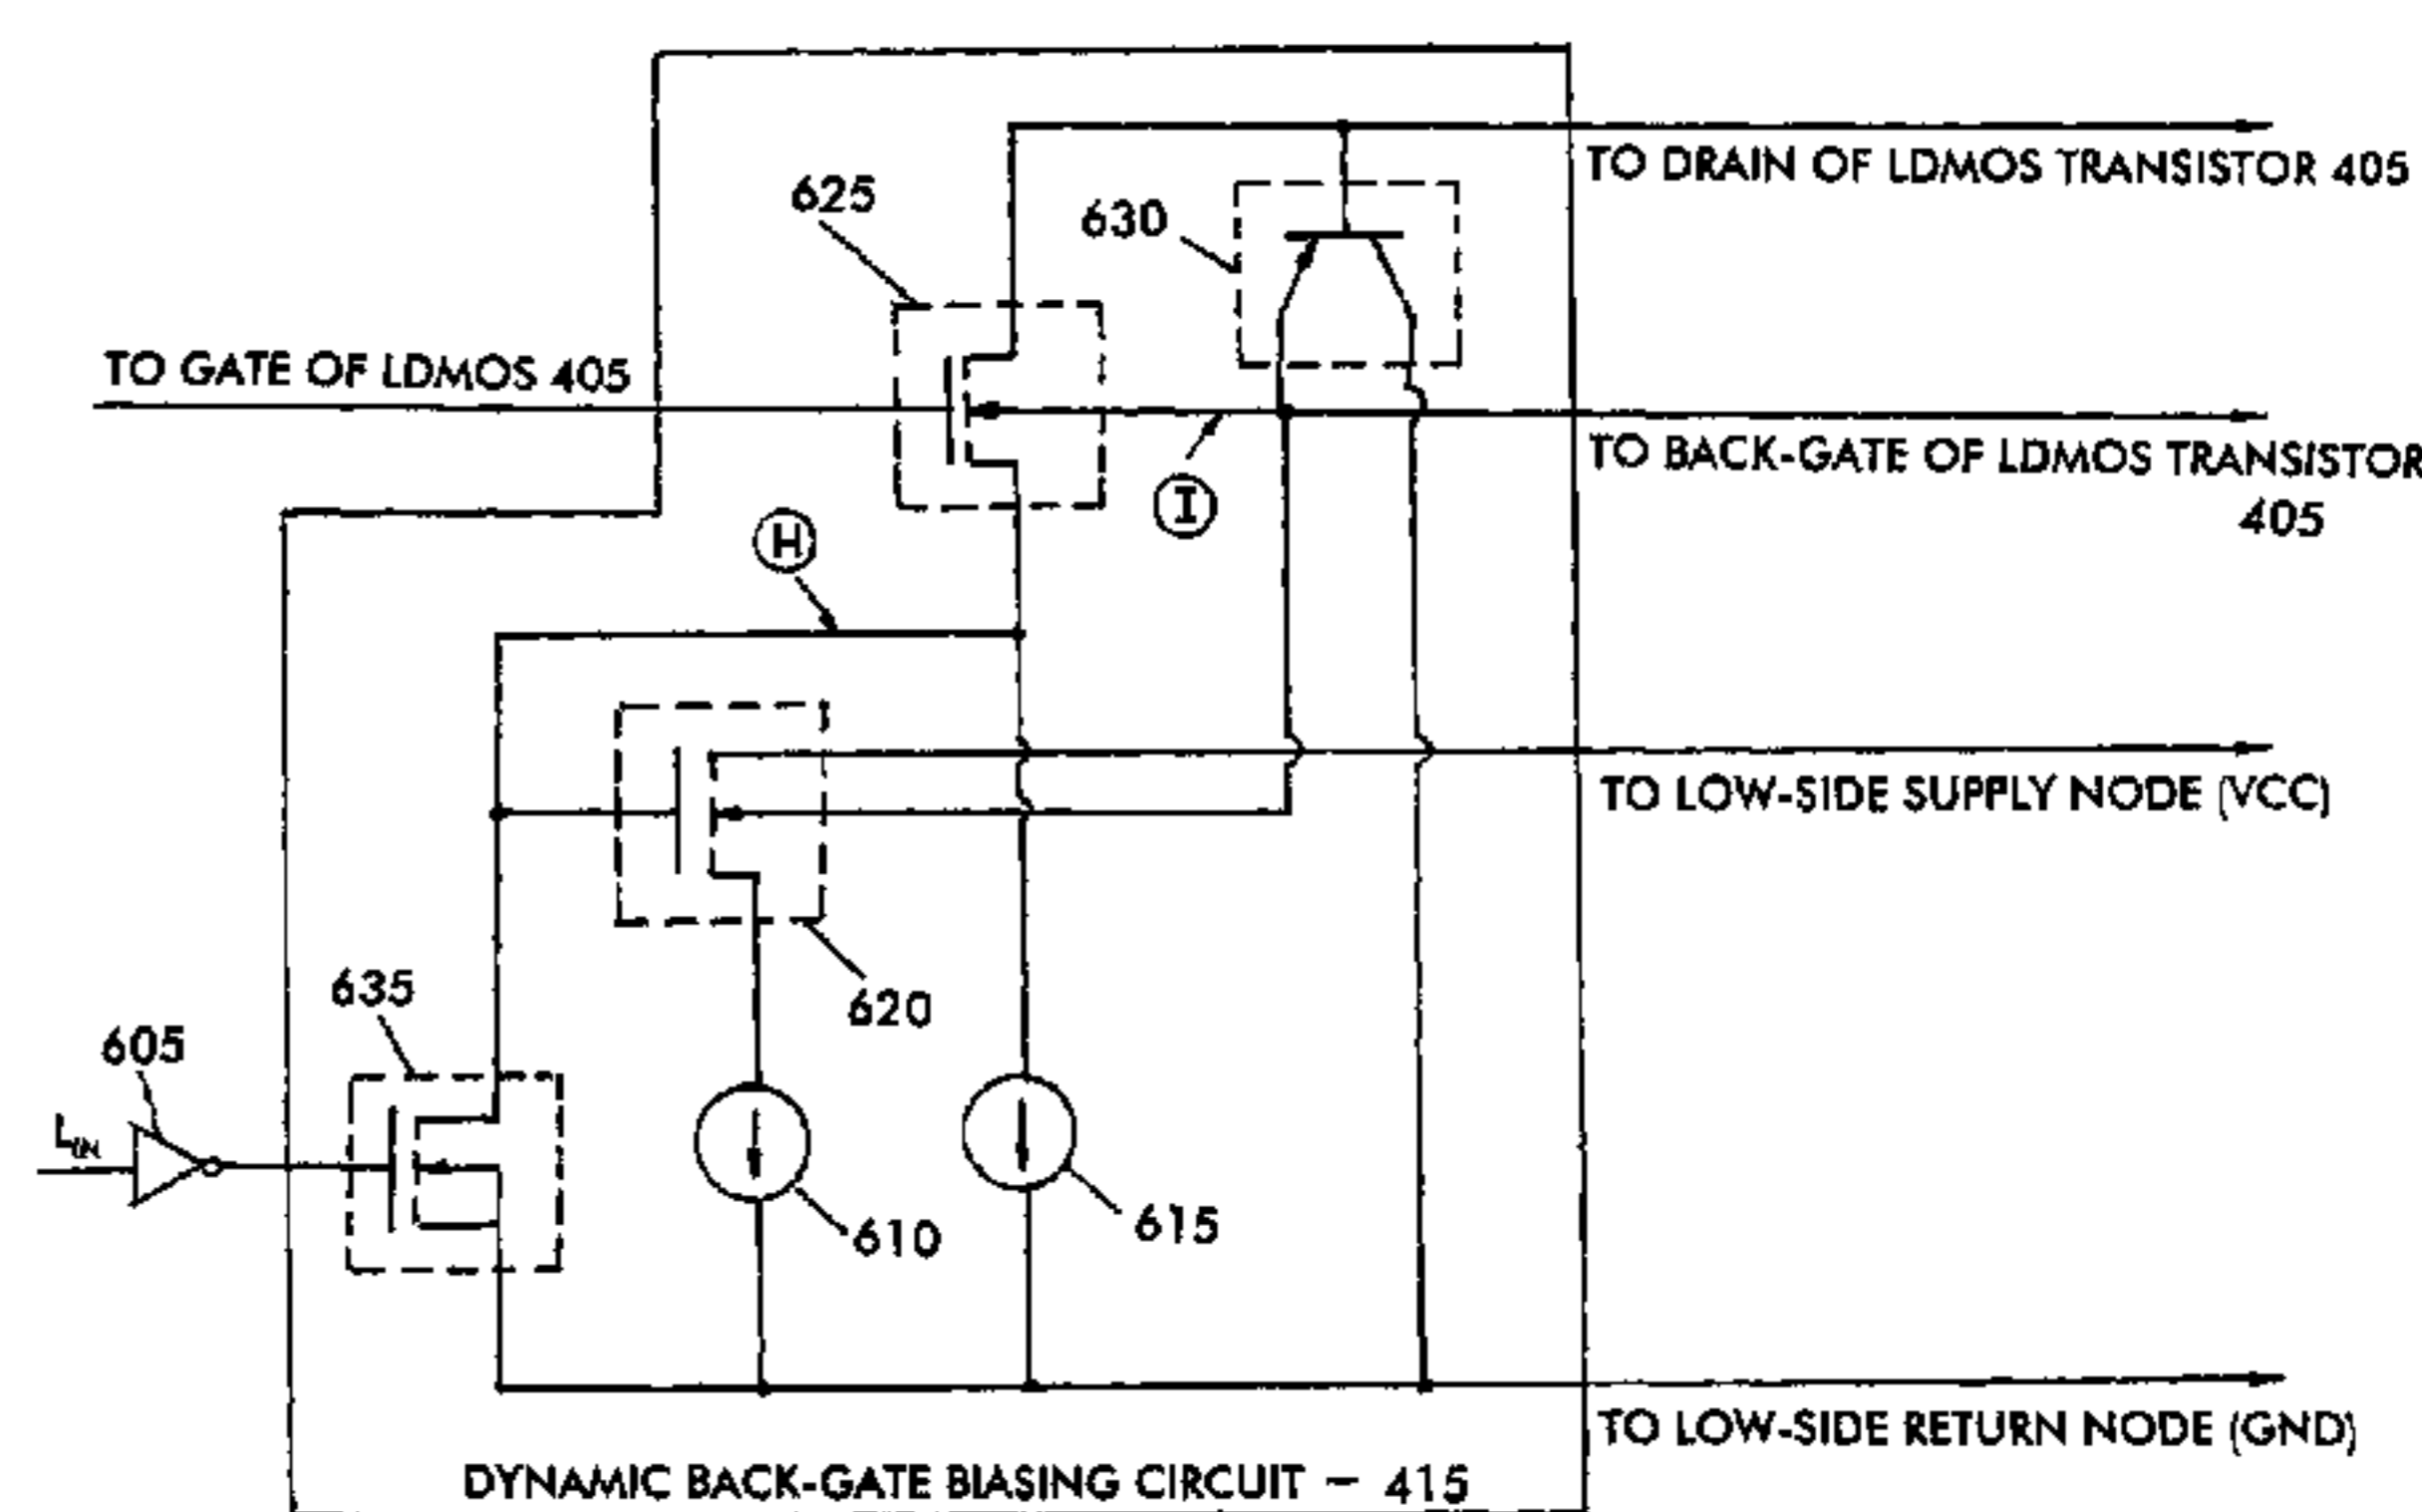 TO DRAIN OF LDMOS TRANSISTOR 405
625
630
TO GATE OF LDMOS 405
TO BACK-GATE OF LDMOS TRANSISTOR
405
I
H
TO LOW-SIDE SUPPLY NODE (VCC)
635
620
605
LIN
610
615
TO LOW-SIDE RETURN NODE (GND)
DYNAMIC BACK-GATE BIASING CIRCUIT - 415